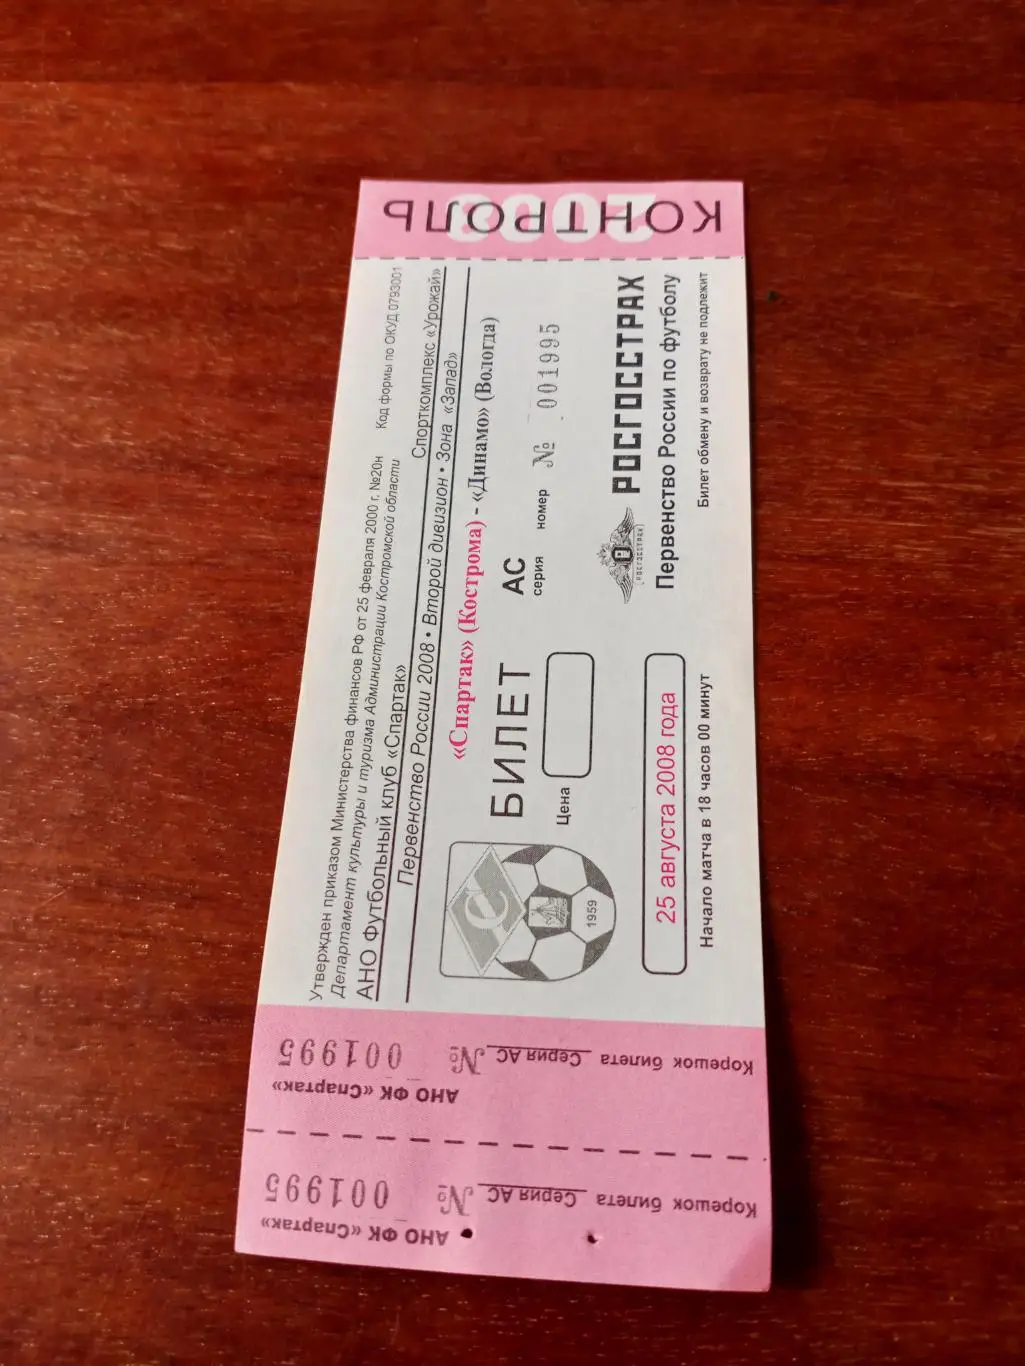 Утвержден приказом Министерства финансов РФ от 25 февраля 2000 г. №20н Код формы по ОКУД 0793001
Департамент культуры и туризма Администрации Костромской области
АНО Футбольный клуб «Спартак» Спорткомплекс «Урожай»
Первенство России 2008 • Второй дивизион • Зона «Запад»
«Спартак» (Кострома) - «Динамо» (Вологда)
БИЛЕТ АС № 001995
серия номер
Цена
1959
РОСГОССТРАХ
РОСГОССТРАХ
Первенство России по футболу
25 августа 2008 года
Начало матча в 18 часов 00 минут
Билет обмену и возврату не подлежит
2008
КОНТРОЛЬ
Корешок билета Серия АС № 001995
АНО ФК «Спартак»
Корешок билета Серия АС № 001995
АНО ФК «Спартак»